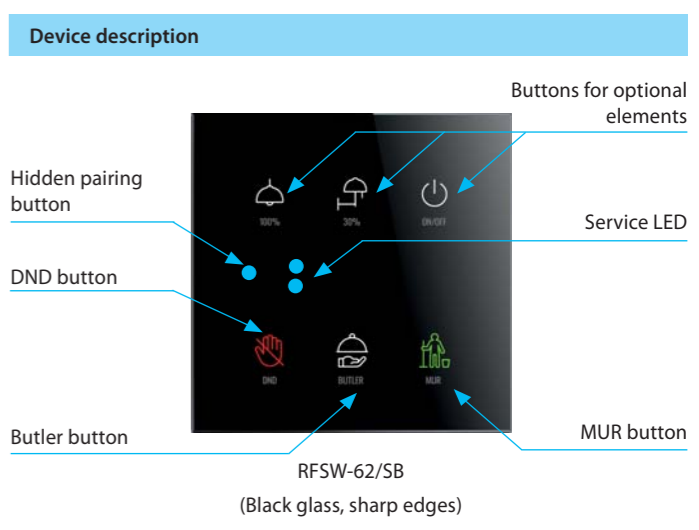 Device description
Buttons for optional
elements
Hidden pairing
button
100%
30%
ON/OFF
Service LED
DND button
DND
BUTLER
MUR
Butler button
MUR button
RFSW-62/SB
(Black glass, sharp edges)